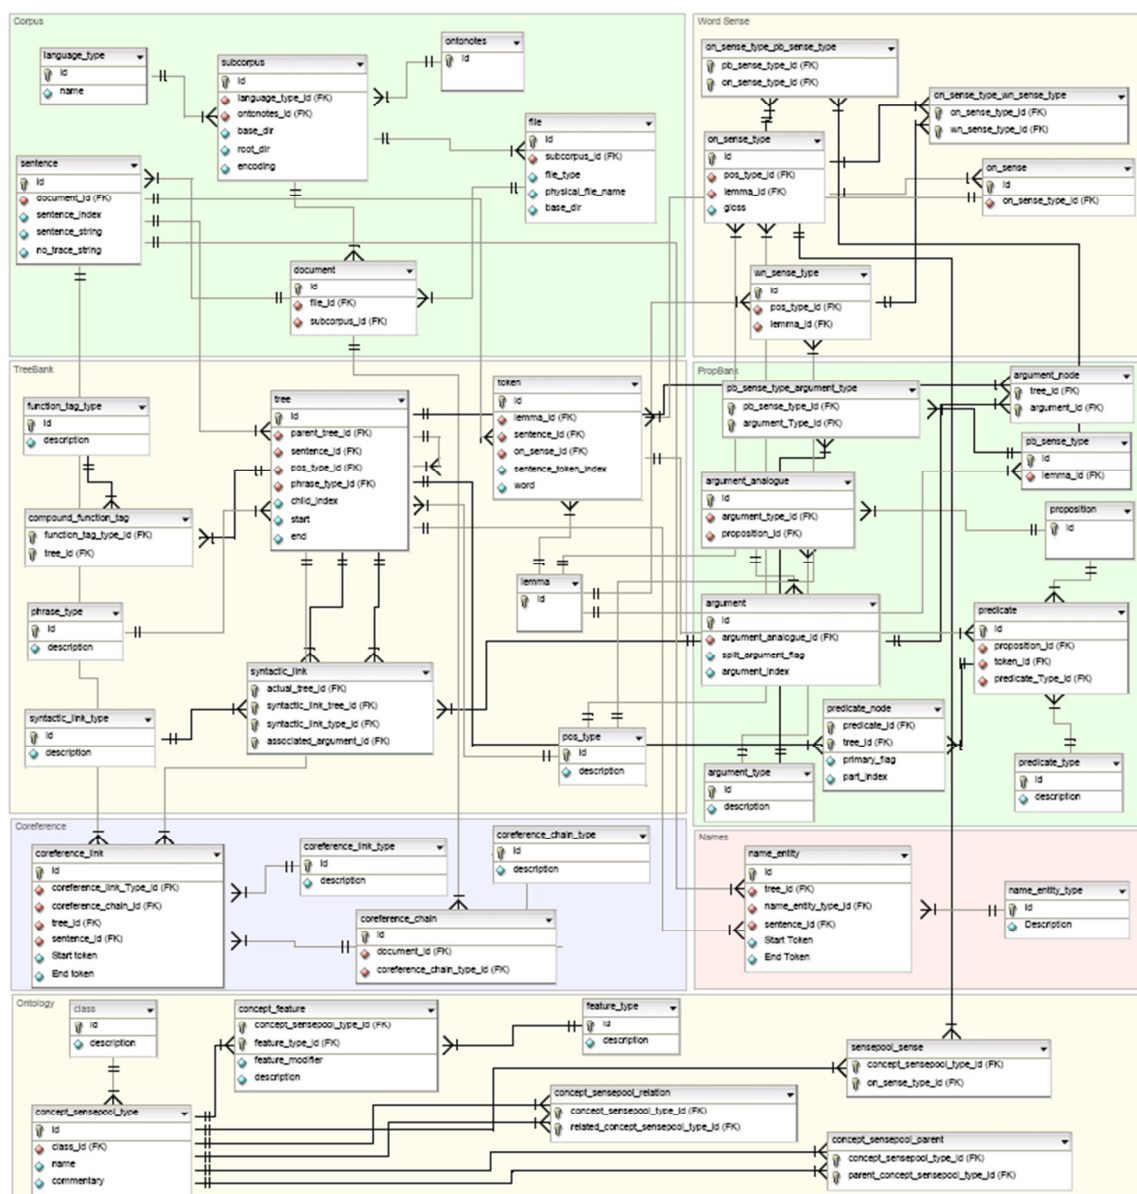 Corpus
language_type
id
name
subcorpus
id
language_type_id (FK)
ontonotes_id (FK)
base_dir
root_dir
encoding
ontonotes
id
file
id
subcorpus_id (FK)
file_type
physical_file_name
base_dir
sentence
id
document_id (FK)
sentence_index
sentence_string
no_trace_string
document
id
file_id (FK)
subcorpus_id (FK)
Word Sense
on_sense_type_pb_sense_type
pb_sense_type_id (FK)
on_sense_type_id (FK)
on_sense_type_wn_sense_type
on_sense_type_id (FK)
wn_sense_type_id (FK)
on_sense_type
id
pos_type_id (FK)
lemma_id (FK)
gloss
on_sense
id
on_sense_type_id (FK)
wn_sense_type
id
pos_type_id (FK)
lemma_id (FK)
TreeBank
function_tag_type
id
description
tree
id
parent_tree_id (FK)
sentence_id (FK)
pos_type_id (FK)
phrase_type_id (FK)
child_index
start
end
token
id
lemma_id (FK)
sentence_id (FK)
on_sense_id (FK)
sentence_token_index
word
compound_function_tag
function_tag_type_id (FK)
tree_id (FK)
lemma
id
phrase_type
id
description
syntactic_link
actual_tree_id (FK)
syntactic_link_tree_id (FK)
syntactic_link_type_id (FK)
associated_argument_id (FK)
syntactic_link_type
id
description
pos_type
id
description
PropBank
pb_sense_type_argument_type
pb_sense_type_id (FK)
argument_Type_id (FK)
argument_node
tree_id (FK)
argument_id (FK)
pb_sense_type
id
lemma_id (FK)
argument_analogue
id
argument_type_id (FK)
proposition_id (FK)
proposition
id
argument
id
argument_analogue_id (FK)
split_argument_flag
argument_index
predicate
id
proposition_id (FK)
token_id (FK)
predicate_Type_id (FK)
predicate_node
predicate_id (FK)
tree_id (FK)
primary_flag
part_index
argument_type
id
description
predicate_type
id
description
Coreference
coreference_link
id
coreference_link_Type_id (FK)
coreference_chain_id (FK)
tree_id (FK)
sentence_id (FK)
Start token
End token
coreference_link_type
id
description
coreference_chain_type
id
description
coreference_chain
id
document_id (FK)
coreference_chain_type_id (FK)
Names
name_entity
id
tree_id (FK)
name_entity_type_id (FK)
sentence_id (FK)
Start Token
End Token
name_entity_type
id
Description
Ontology
class
id
description
concept_feature
concept_sensepool_type_id (FK)
feature_type_id (FK)
feature_modifier
description
feature_type
id
description
sensepool_sense
concept_sensepool_type_id (FK)
on_sense_type_id (FK)
concept_sensepool_relation
concept_sensepool_type_id (FK)
related_concept_sensepool_type_id (FK)
concept_sensepool_type
id
class_id (FK)
name
commentary
concept_sensepool_parent
concept_sensepool_type_id (FK)
parent_concept_sensepool_type_id (FK)